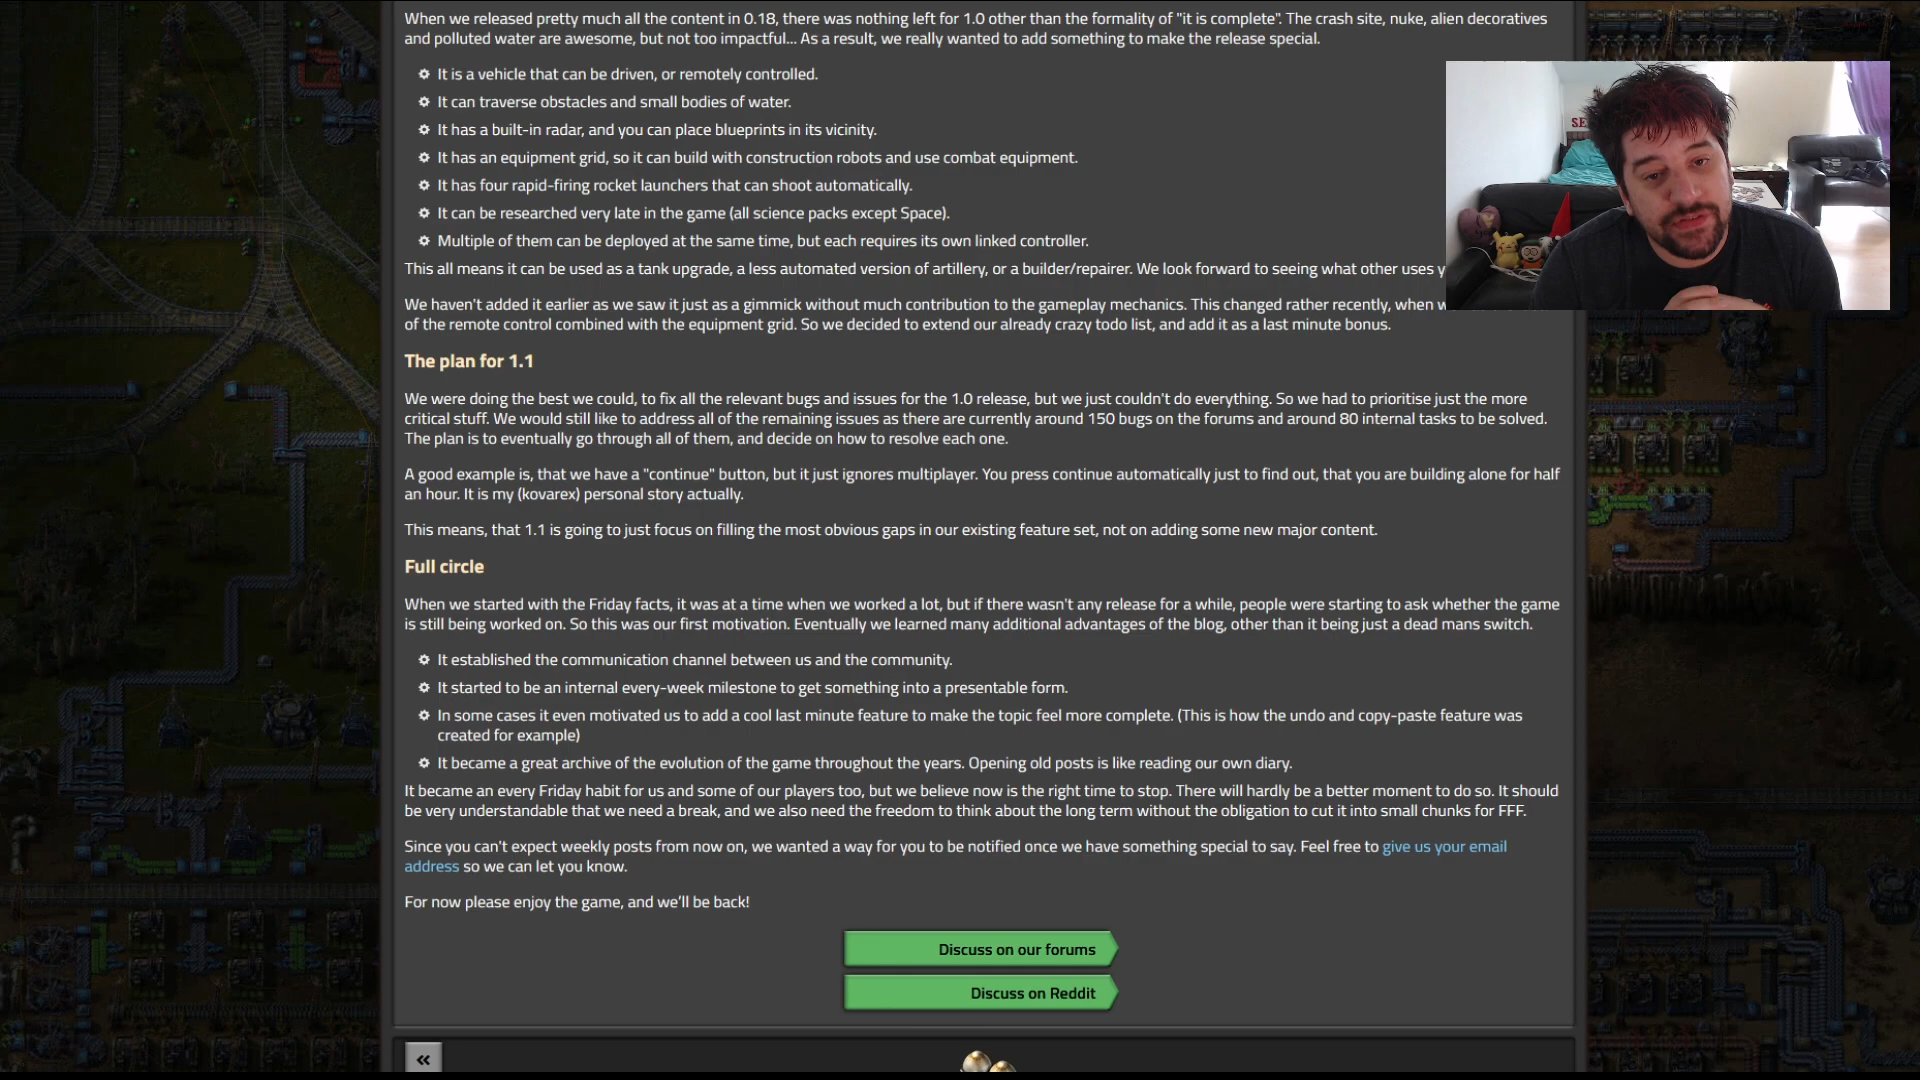 When we released pretty much all the content in 0.18, there was nothing left for 1.0 other than the formality of "it is complete". The crash site, nuke, alien decoratives
and polluted water are awesome, but not too impactful... As a result, we really wanted to add something to make the release special.
It is a vehicle that can be driven, or remotely controlled.
It can traverse obstacles and small bodies of water.
It has a built-in radar, and you can place blueprints in its vicinity.
It has an equipment grid, so it can build with construction robots and use combat equipment.
It has four rapid-firing rocket launchers that can shoot automatically.
It can be researched very late in the game (all science packs except Space).
Multiple of them can be deployed at the same time, but each requires its own linked controller.
This all means it can be used as a tank upgrade, a less automated version of artillery, or a builder/repairer. We look forward to seeing what other uses
We haven't added it earlier as we saw it just as a gimmick without much contribution to the gameplay mechanics. This changed rather recently, when
of the remote control combined with the equipment grid. So we decided to extend our already crazy todo list, and add it as a last minute bonus.
The plan for 1.1
We were doing the best we could, to fix all the relevant bugs and issues for the 1.0 release, but we just couldn't do everything. So we had to prioritise just the more
critical stuff. We would still like to address all of the remaining issues as there are currently around 150 bugs on the forums and around 80 internal tasks to be solved.
The plan is to eventually go through all of them, and decide on how to resolve each one.
A good example is, that we have a "continue" button, but it just ignores multiplayer. You press continue automatically just to find out, that you are building alone for half
an hour. It is my (kovarex) personal story actually.
This means, that 1.1 is going to just focus on filling the most obvious gaps in our existing feature set, not on adding some new major content.
Full circle
When we started with the Friday facts, it was at a time when we worked a lot, but if there wasn't any release for a while, people were starting to ask whether the game
is still being worked on. So this was our first motivation. Eventually we learned many additional advantages of the blog, other than it being just a dead mans switch.
It established the communication channel between us and the community.
It started to be an internal every-week milestone to get something into a presentable form.
In some cases it even motivated us to add a cool last minute feature to make the topic feel more complete. (This is how the undo and copy-paste feature was
created for example)
It became a great archive of the evolution of the game throughout the years. Opening old posts is like reading our own diary.
It became an every Friday habit for us and some of our players too, but we believe now is the right time to stop. There will hardly be a better moment to do so. It should
be very understandable that we need a break, and we also need the freedom to think about the long term without the obligation to cut it into small chunks for FFF.
Since you can't expect weekly posts from now on, we wanted a way for you to be notified once we have something special to say. Feel free to give us your email
address so we can let you know.
For now please enjoy the game, and we'll be back!
Discuss on our forums
Discuss on Reddit
«